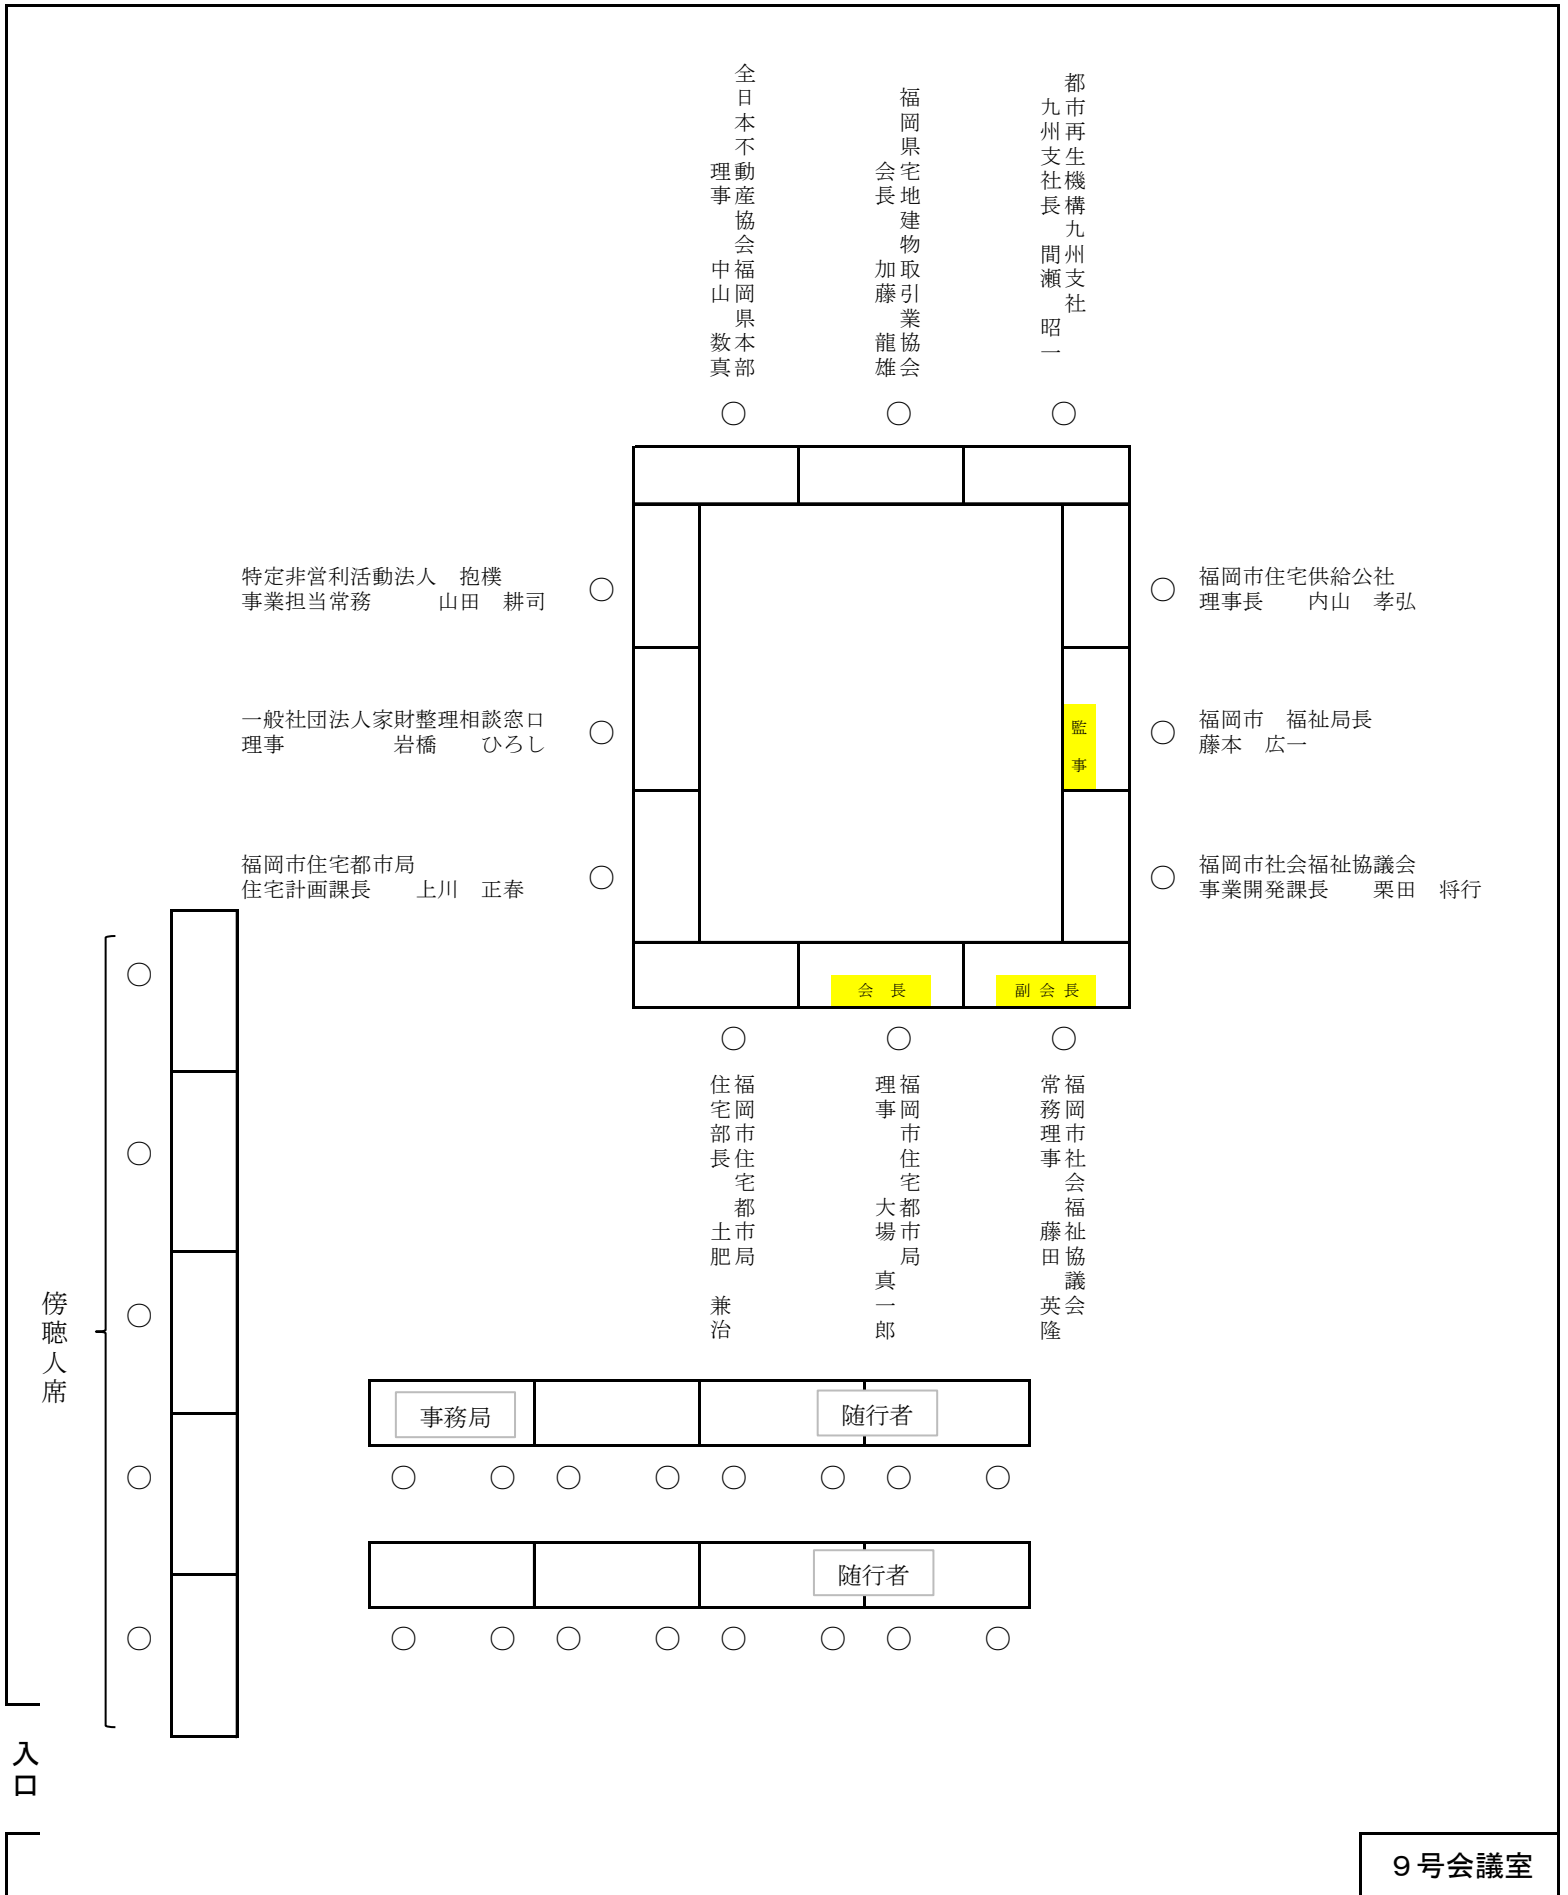 都市再生機構九州支社
九州支社長　間瀬　昭一
福岡県宅地建物取引業協会
会長　　加藤　龍雄
全日本不動産協会福岡県本部
理事　　中山　数真
特定非営利活動法人　抱樸
事業担当常務　　　山田　耕司
福岡市住宅供給公社
理事長　　内山　孝弘
一般社団法人家財整理相談窓口
理事　　　　　岩橋　　ひろし
監事
福岡市　福祉局長
藤本　広一
福岡市住宅都市局
住宅計画課長　　上川　正春
福岡市社会福祉協議会
事業開発課長　　栗田　将行
会長
副会長
福岡市社会福祉協議会
常務理事　　藤田　英隆
福岡市住宅都市局
理事　　　大場　真一郎
福岡市住宅都市局
住宅部長　　土肥　兼治
傍聴人席
事務局
随行者
随行者
入口
９号会議室